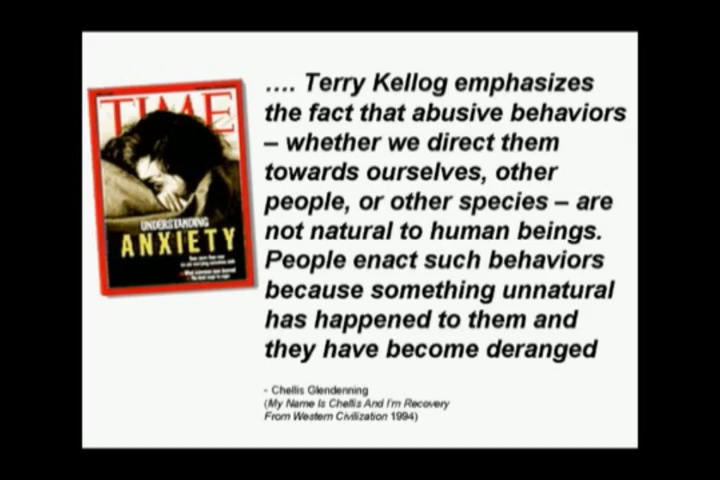 TIME
UNDERSTANDING
ANXIETY
.... Terry Kellog emphasizes
the fact that abusive behaviors
– whether we direct them
towards ourselves, other
people, or other species – are
not natural to human beings.
People enact such behaviors
because something unnatural
has happened to them and
they have become deranged
- Chellis Glendenning
(My Name Is Chellis And I'm Recovery
From Western Civilization 1994)